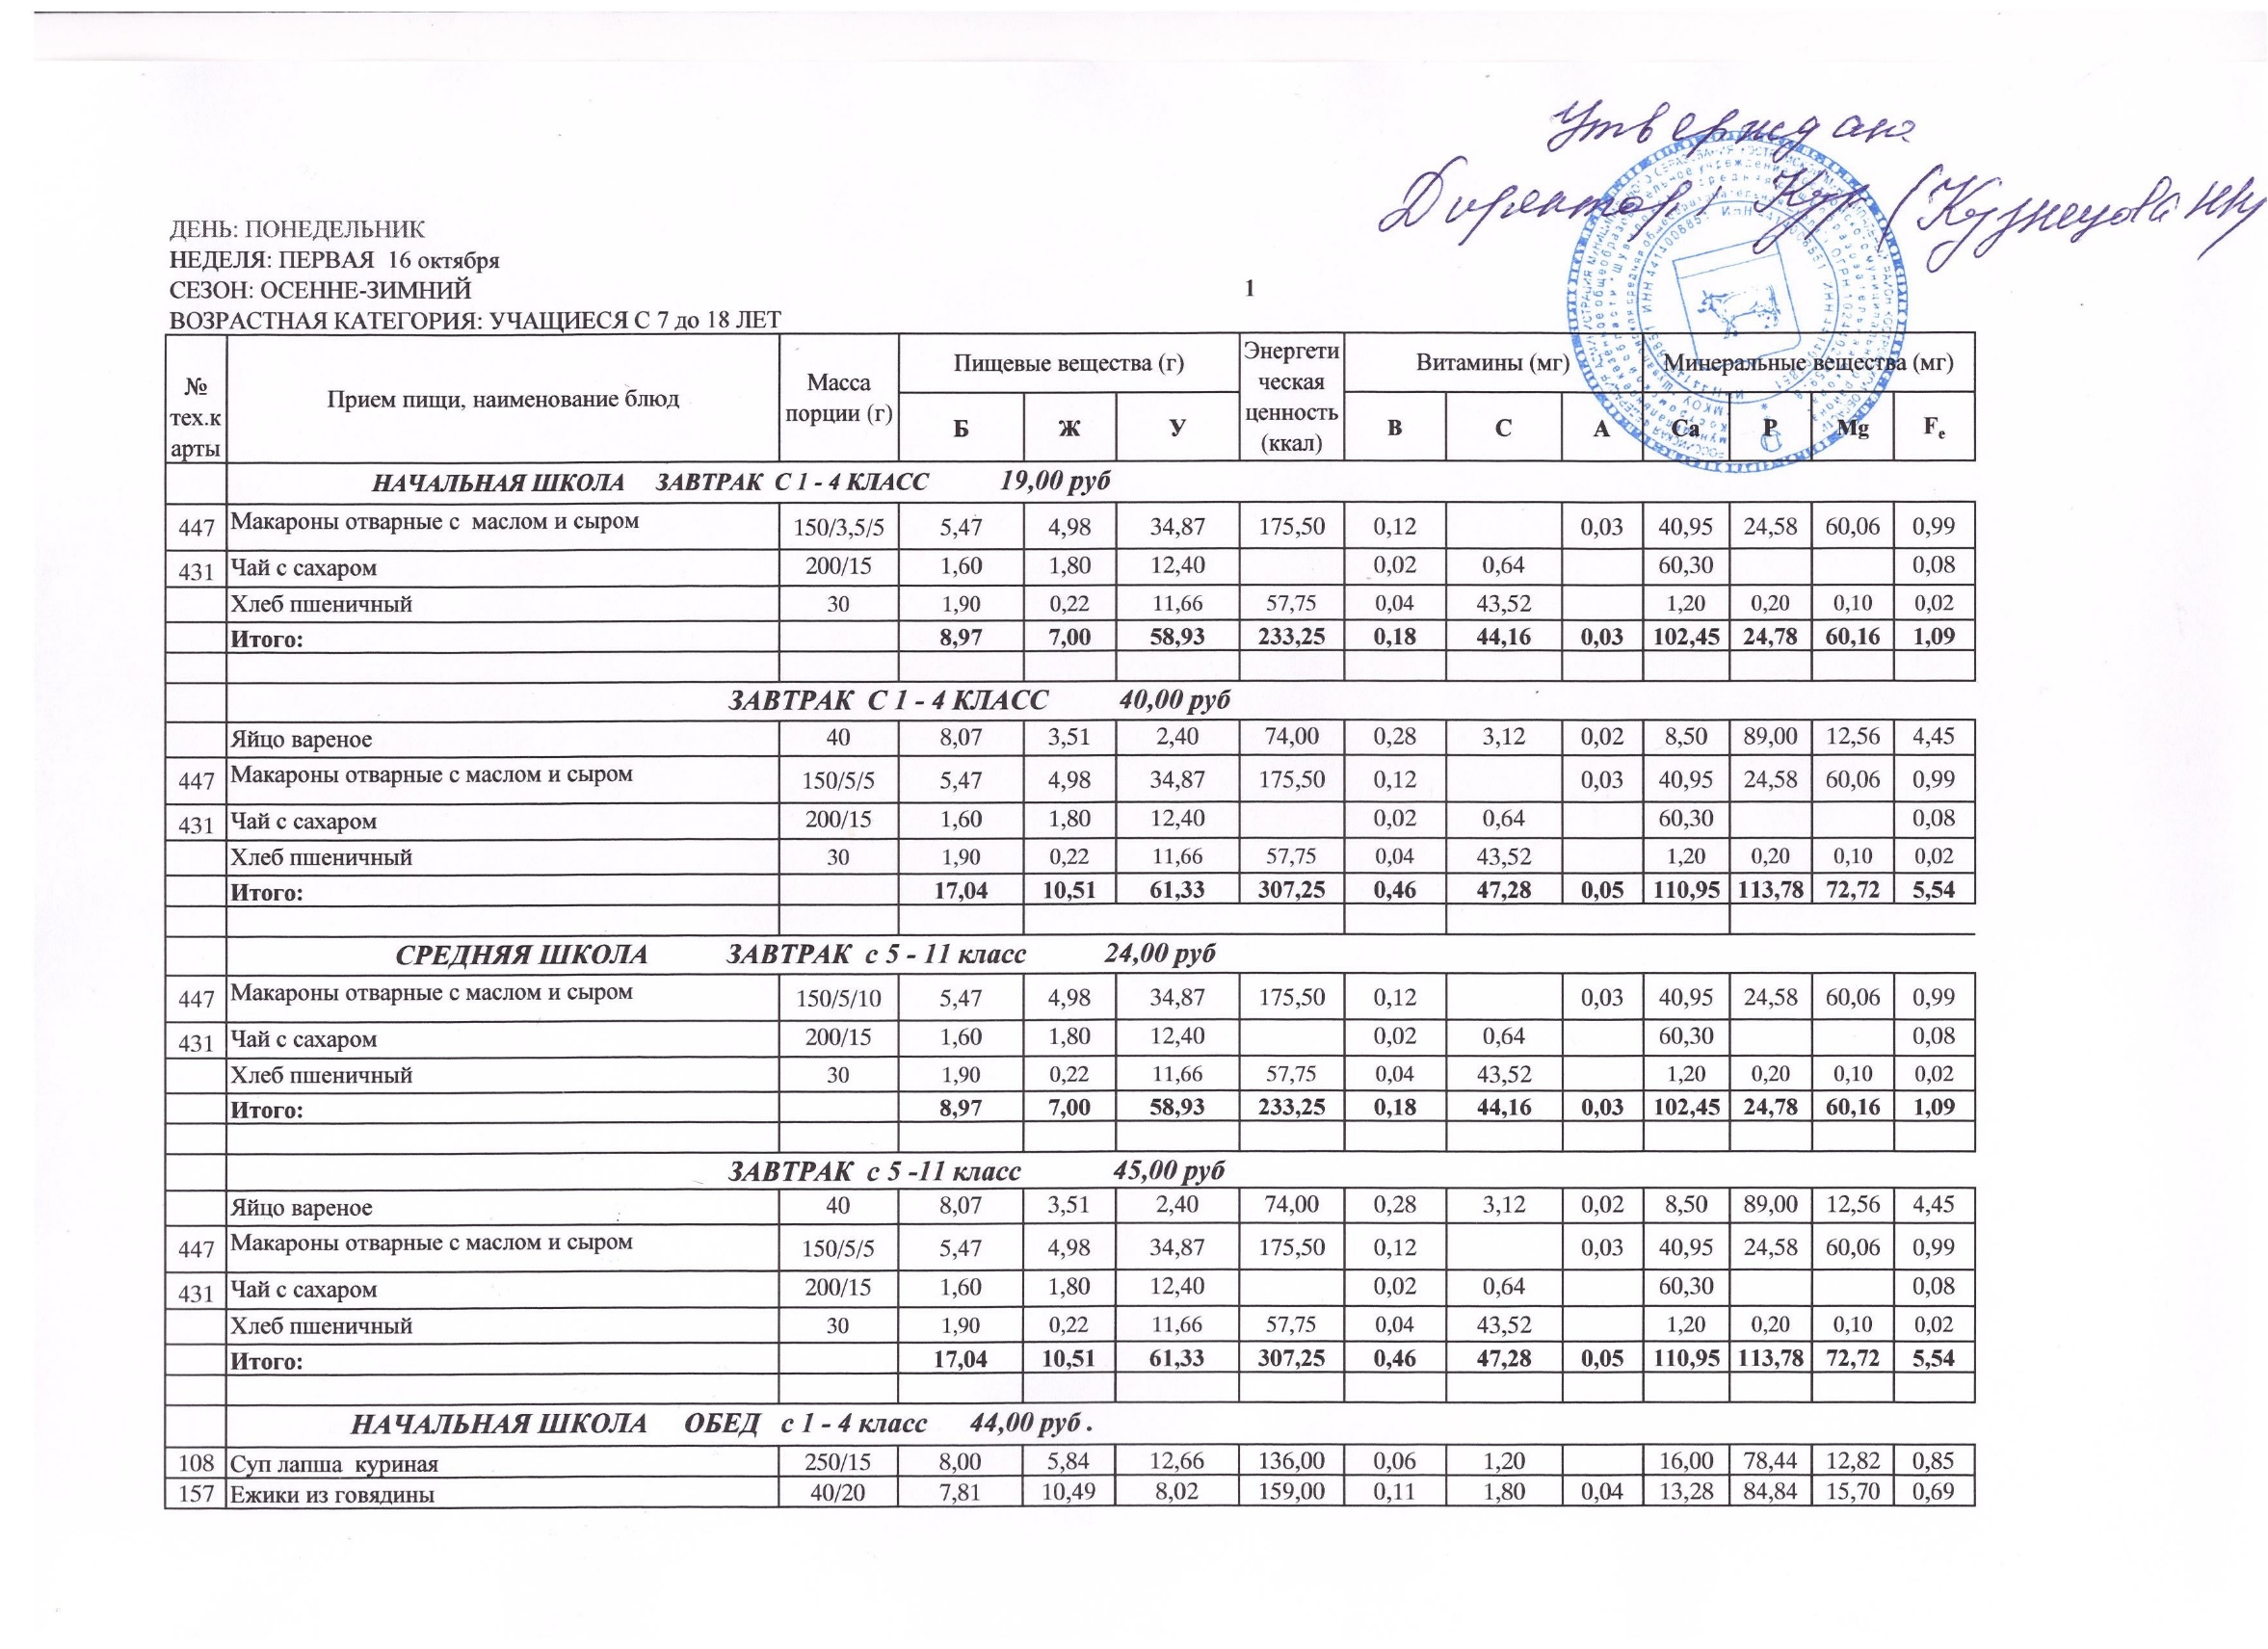 Утверждаю
Директор: (Кузнецова
ДЕНЬ: ПОНЕДЕЛЬНИК
НЕДЕЛЯ: ПЕРВАЯ 16 октября
СЕЗОН: ОСЕННЕ-ЗИМНИЙ
1
ВОЗРАСТНАЯ КАТЕГОРИЯ: УЧАЩИЕСЯ С 7 до 18 ЛЕТ
№ тех.к арты Прием пищи, наименование блюд Масса порции (г) Пищевые вещества (г) Энергети ческая ценность (ккал) Витамины (мг) Минеральные вещества (мг)
Б Ж У В С А Ca P Mg Fe
НАЧАЛЬНАЯ ШКОЛА ЗАВТРАК С 1 - 4 КЛАСС 19,00 руб
447 Макароны отварные с маслом и сыром 150/3,5/5 5,47 4,98 34,87 175,50 0,12 0,03 40,95 24,58 60,06 0,99
431 Чай с сахаром 200/15 1,60 1,80 12,40 0,02 0,64 60,30 0,08
Хлеб пшеничный 30 1,90 0,22 11,66 57,75 0,04 43,52 1,20 0,20 0,10 0,02
Итого: 8,97 7,00 58,93 233,25 0,18 44,16 0,03 102,45 24,78 60,16 1,09
ЗАВТРАК С 1 - 4 КЛАСС 40,00 руб
Яйцо вареное 40 8,07 3,51 2,40 74,00 0,28 3,12 0,02 8,50 89,00 12,56 4,45
447 Макароны отварные с маслом и сыром 150/5/5 5,47 4,98 34,87 175,50 0,12 0,03 40,95 24,58 60,06 0,99
431 Чай с сахаром 200/15 1,60 1,80 12,40 0,02 0,64 60,30 0,08
Хлеб пшеничный 30 1,90 0,22 11,66 57,75 0,04 43,52 1,20 0,20 0,10 0,02
Итого: 17,04 10,51 61,33 307,25 0,46 47,28 0,05 110,95 113,78 72,72 5,54
СРЕДНЯЯ ШКОЛА ЗАВТРАК с 5 - 11 класс 24,00 руб
447 Макароны отварные с маслом и сыром 150/5/10 5,47 4,98 34,87 175,50 0,12 0,03 40,95 24,58 60,06 0,99
431 Чай с сахаром 200/15 1,60 1,80 12,40 0,02 0,64 60,30 0,08
Хлеб пшеничный 30 1,90 0,22 11,66 57,75 0,04 43,52 1,20 0,20 0,10 0,02
Итого: 8,97 7,00 58,93 233,25 0,18 44,16 0,03 102,45 24,78 60,16 1,09
ЗАВТРАК с 5 -11 класс 45,00 руб
Яйцо вареное 40 8,07 3,51 2,40 74,00 0,28 3,12 0,02 8,50 89,00 12,56 4,45
447 Макароны отварные с маслом и сыром 150/5/5 5,47 4,98 34,87 175,50 0,12 0,03 40,95 24,58 60,06 0,99
431 Чай с сахаром 200/15 1,60 1,80 12,40 0,02 0,64 60,30 0,08
Хлеб пшеничный 30 1,90 0,22 11,66 57,75 0,04 43,52 1,20 0,20 0,10 0,02
Итого: 17,04 10,51 61,33 307,25 0,46 47,28 0,05 110,95 113,78 72,72 5,54
НАЧАЛЬНАЯ ШКОЛА ОБЕД с 1 - 4 класс 44,00 руб .
108 Суп лапша куриная 250/15 8,00 5,84 12,66 136,00 0,06 1,20 16,00 78,44 12,82 0,85
157 Ежики из говядины 40/20 7,81 10,49 8,02 159,00 0,11 1,80 0,04 13,28 84,84 15,70 0,69